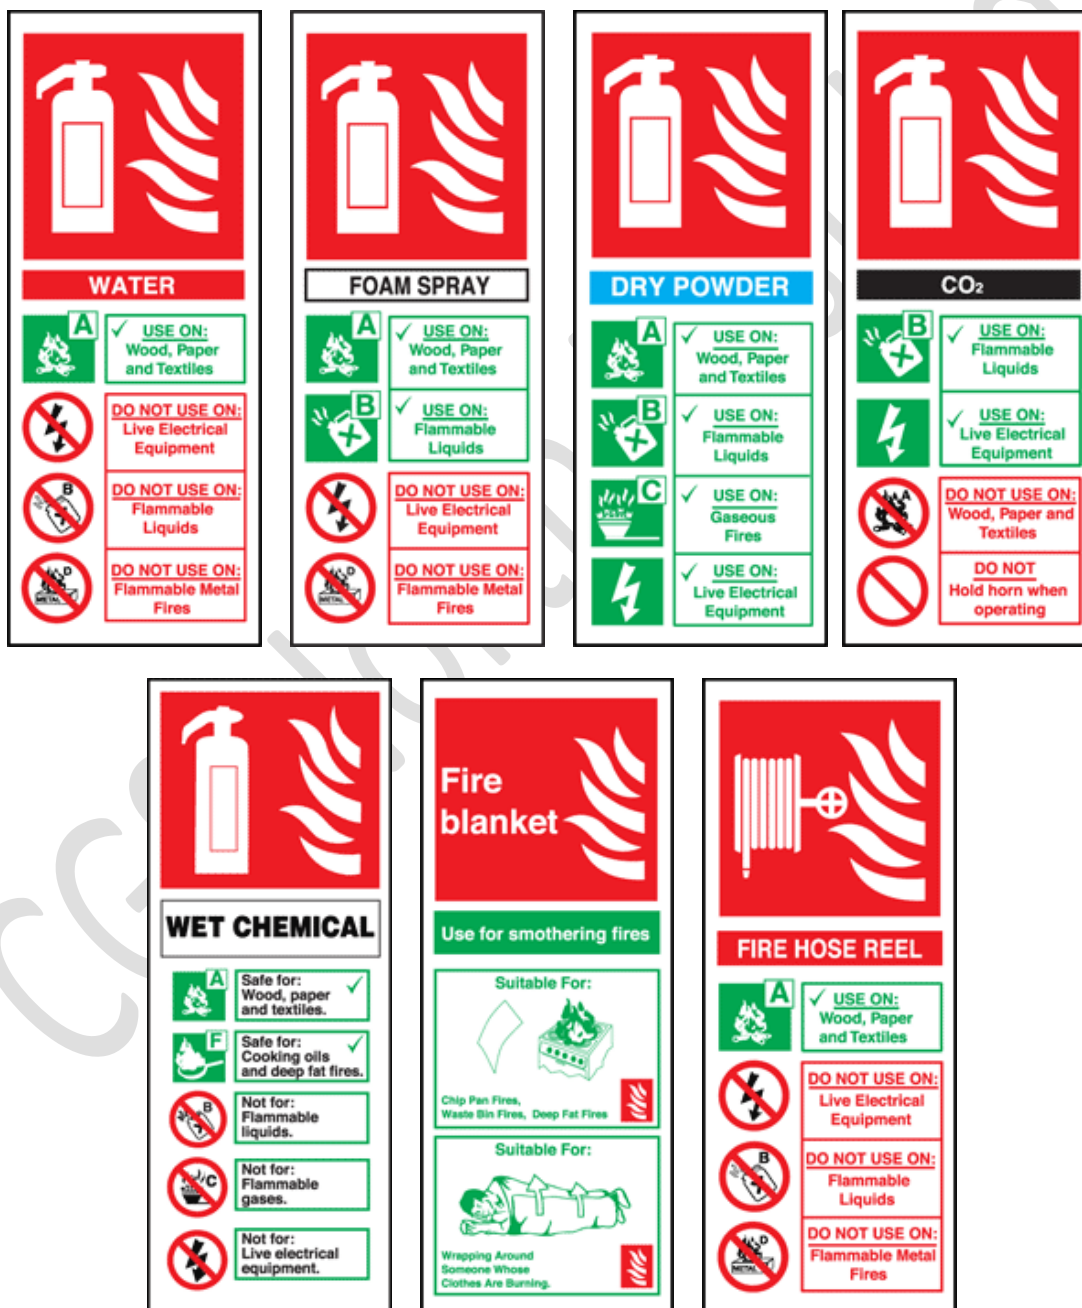 WATER
A
USE ON:
Wood, Paper
and Textiles
DO NOT USE ON:
Live Electrical
Equipment
B
DO NOT USE ON:
Flammable
Liquids
D
METAL
DO NOT USE ON:
Flammable Metal
Fires
FOAM SPRAY
A
USE ON:
Wood, Paper
and Textiles
B
USE ON:
Flammable
Liquids
DO NOT USE ON:
Live Electrical
Equipment
D
METAL
DO NOT USE ON:
Flammable Metal
Fires
DRY POWDER
A
USE ON:
Wood, Paper
and Textiles
B
USE ON:
Flammable
Liquids
C
USE ON:
Gaseous
Fires
USE ON:
Live Electrical
Equipment
CO₂
B
USE ON:
Flammable
Liquids
USE ON:
Live Electrical
Equipment
A
DO NOT USE ON:
Wood, Paper and
Textiles
DO NOT
Hold horn when
operating
WET CHEMICAL
A
Safe for:
Wood, paper
and textiles.
F
Safe for:
Cooking oils
and deep fat fires.
B
Not for:
Flammable
liquids.
C
Not for:
Flammable
gases.
Not for:
Live electrical
equipment.
Fire
blanket
Use for smothering fires
Suitable For:
Chip Pan Fires,
Waste Bin Fires, Deep Fat Fires
Suitable For:
Wrapping Around
Someone Whose
Clothes Are Burning.
FIRE HOSE REEL
A
USE ON:
Wood, Paper
and Textiles
DO NOT USE ON:
Live Electrical
Equipment
B
DO NOT USE ON:
Flammable
Liquids
D
METAL
DO NOT USE ON:
Flammable Metal
Fires